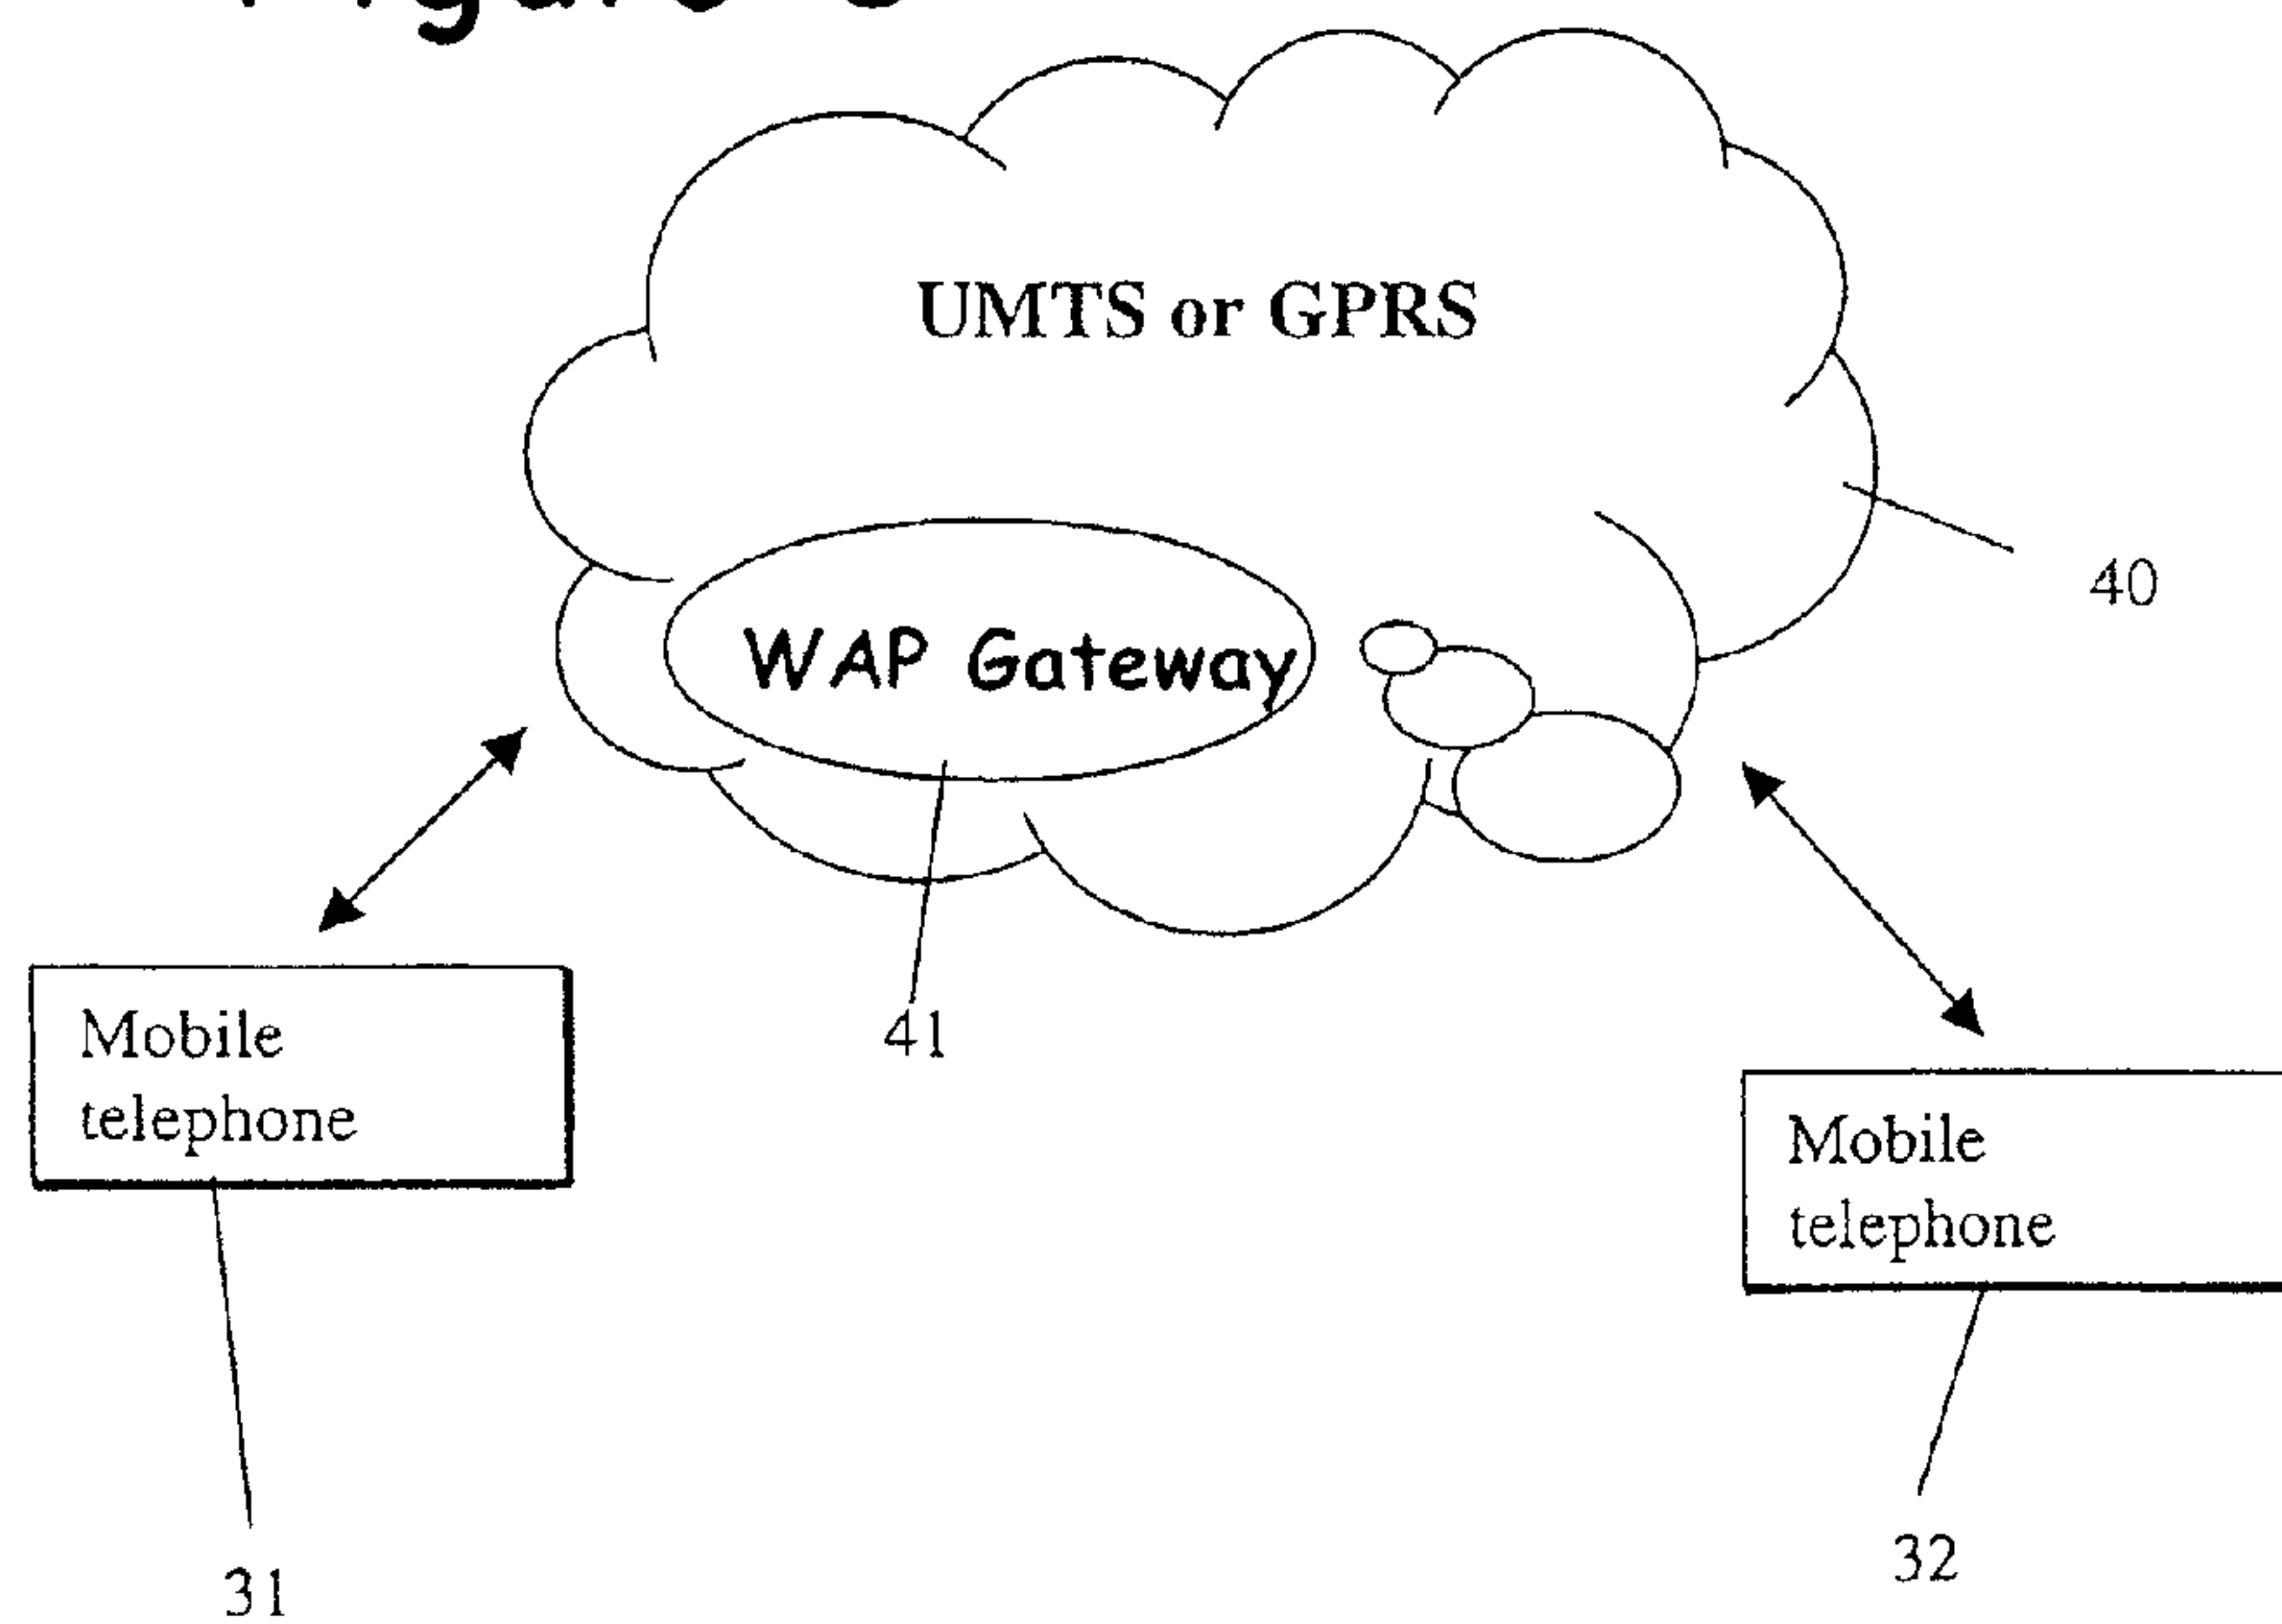 UMTS or GPRS
40
WAP Gateway
41
Mobile
telephone
Mobile
telephone
32
31